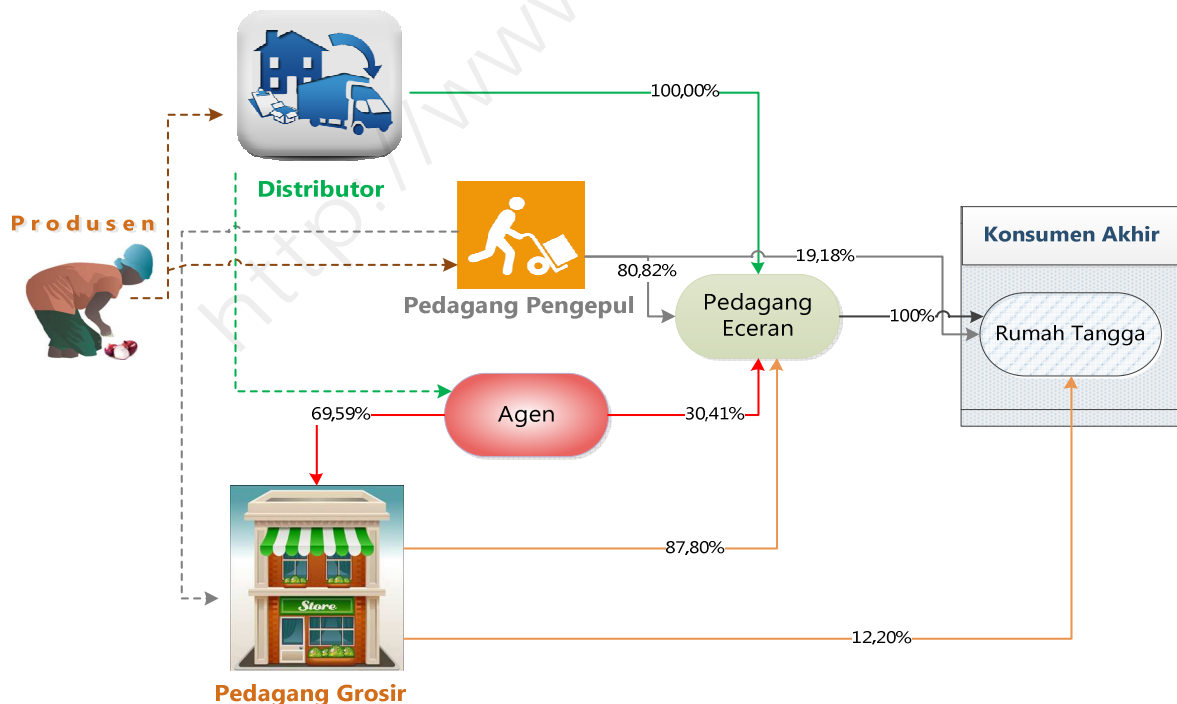 100,00%
Distributor
Produsen
Konsumen Akhir
19,18%
80,82%
Pedagang Pengepul
Pedagang
Eceran
100%
Rumah Tangga
69,59%
Agen
30,41%
87,80%
Store
12,20%
Pedagang Grosir
http://www